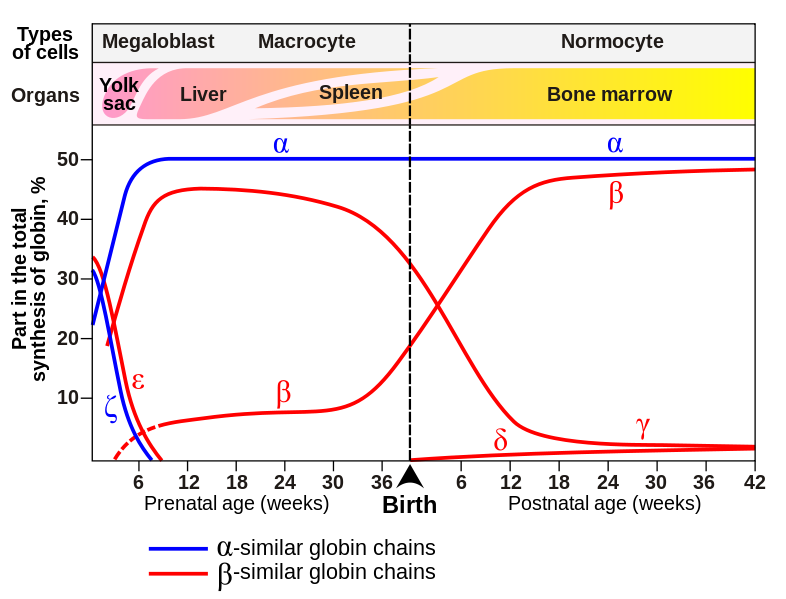 Types of cells
Megaloblast Macrocyte Normocyte
Organs
Yolk sac
Liver Spleen Bone marrow
Part in the total
synthesis of globin, %
50
40
30
20
10
α α
β
ε
ζ
β
γ
δ
6 12 18 24 30 36 6 12 18 24 30 36 42
Prenatal age (weeks) Birth Postnatal age (weeks)
α-similar globin chains
β-similar globin chains